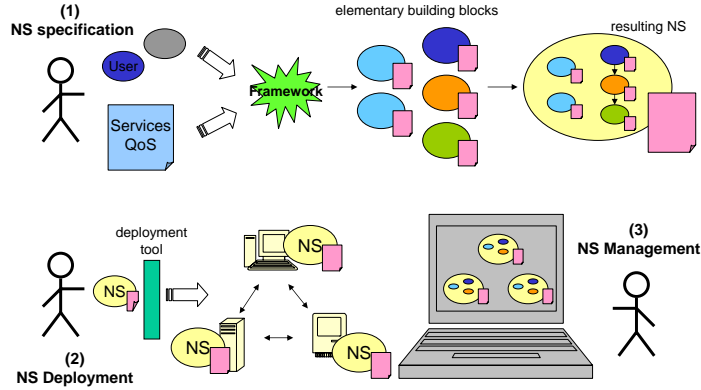 (1)
NS specification
User
Services
QoS
Framework
elementary building blocks
resulting NS
deployment
tool
NS
(2)
NS Deployment
NS
NS
NS
(3)
NS Management